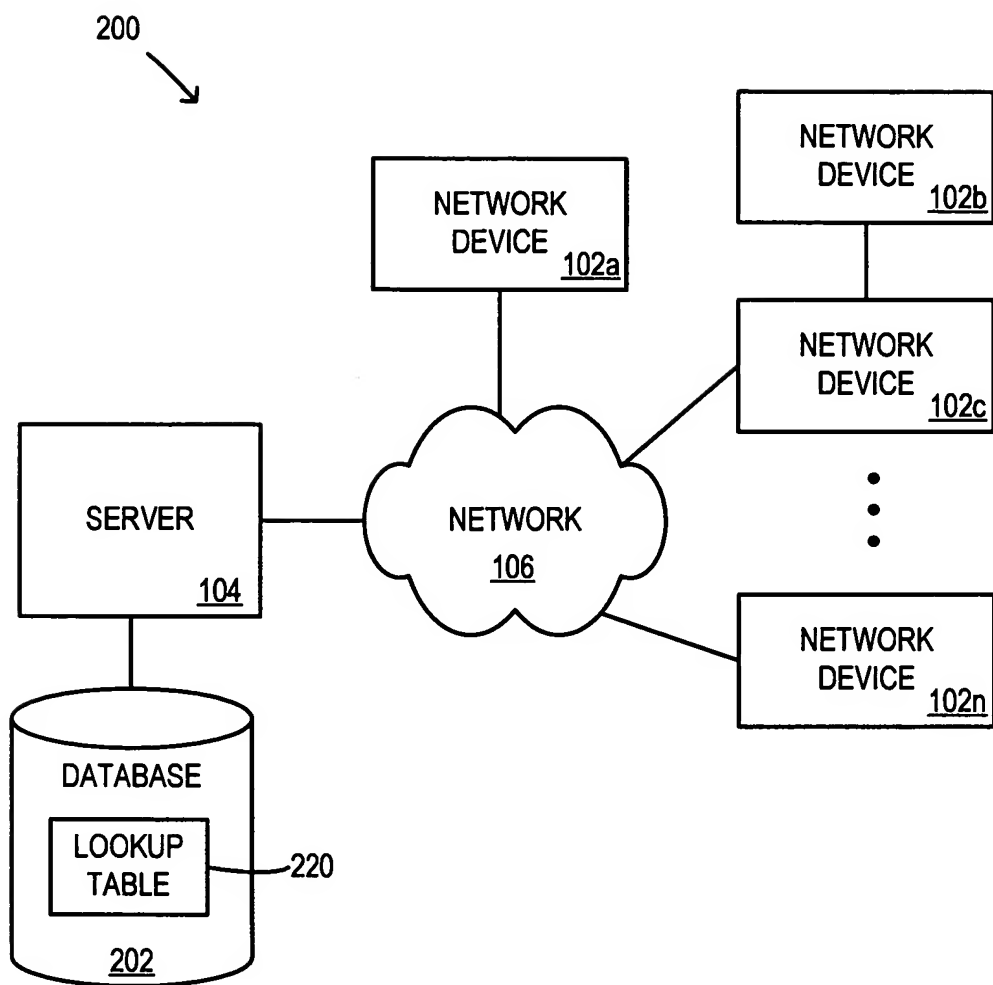 200
NETWORK
DEVICE
102b
NETWORK
DEVICE
102a
NETWORK
DEVICE
102c
SERVER
104
NETWORK
106
NETWORK
DEVICE
102n
DATABASE
LOOKUP
TABLE
220
202